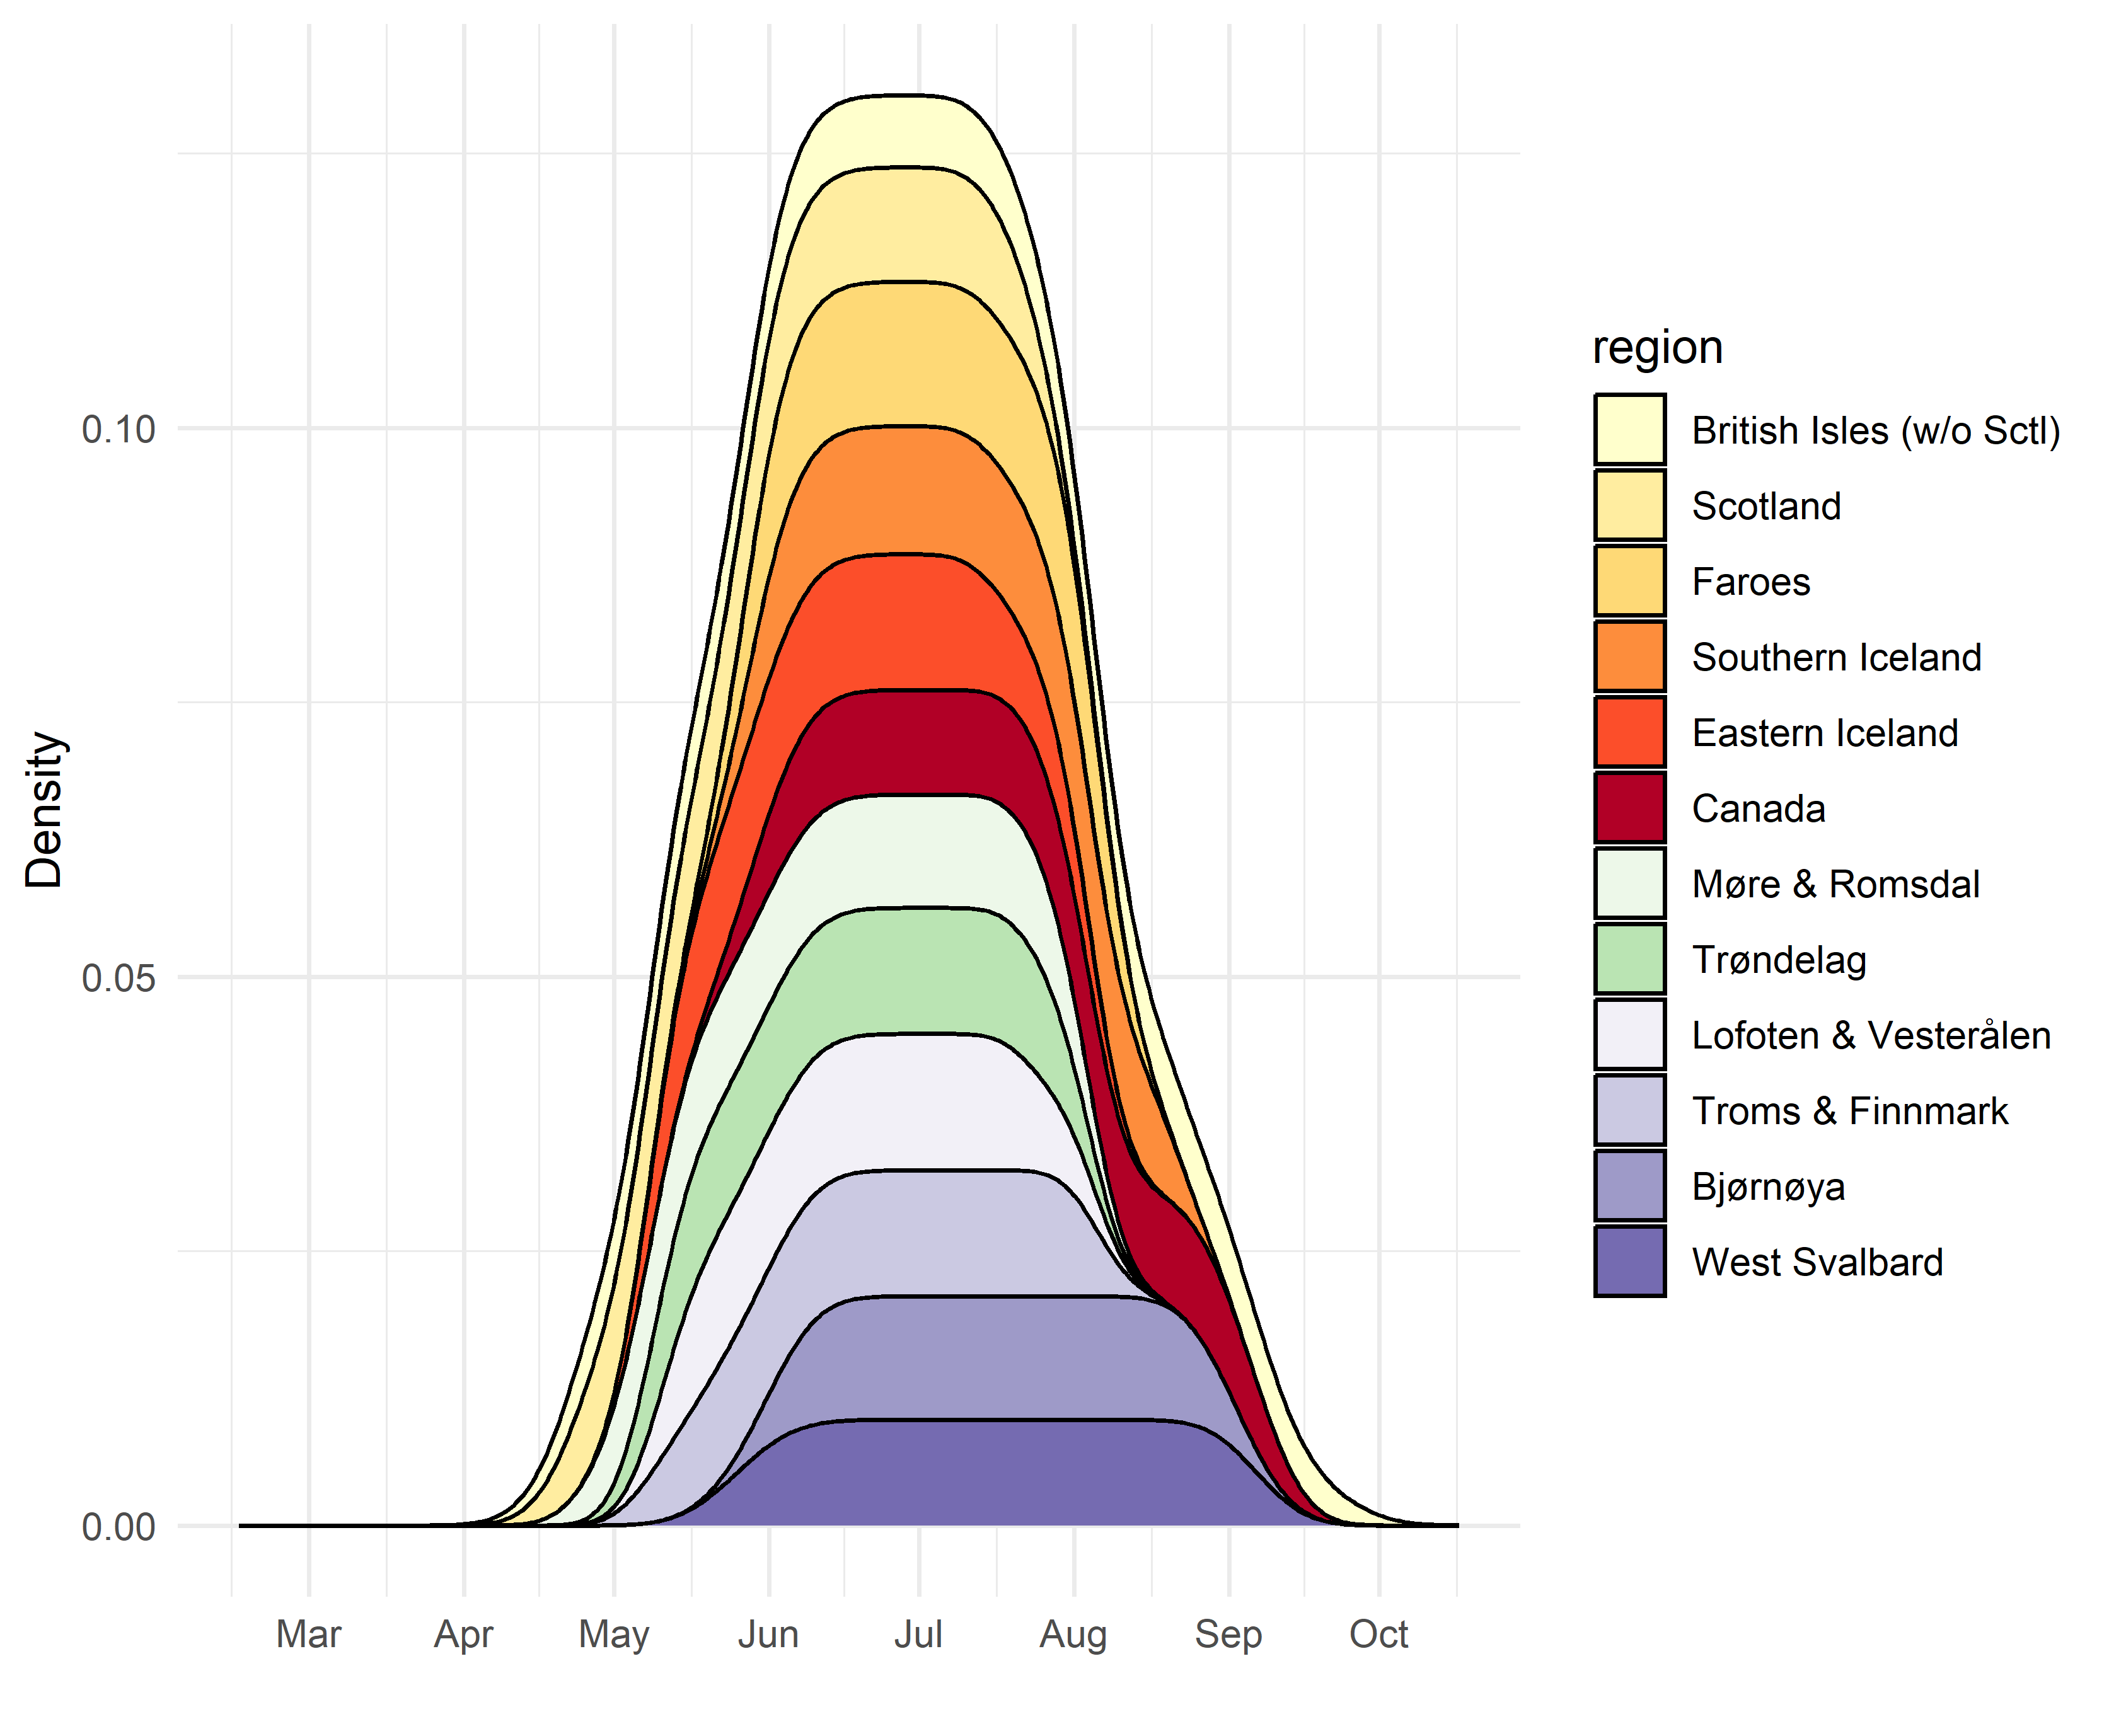 Density
0.10
0.05
0.00
Mar
Apr
May
Jun
Jul
Aug
Sep
Oct
region
British Isles (w/o Sctl)
Scotland
Faroes
Southern Iceland
Eastern Iceland
Canada
Møre & Romsdal
Trøndelag
Lofoten & Vesterålen
Troms & Finnmark
Bjørnøya
West Svalbard